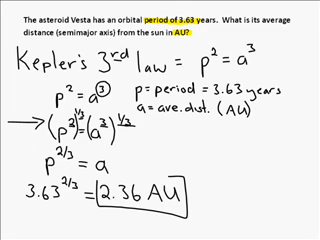 The asteroid Vesta has an orbital period of 3.63 years. What is its average
distance (semimajor axis) from the sun in AU?
Kepler's 3rd law = p² = a³
p² = a³ p = period = 3.63 years
a = ave. dist. (AU)
→ (p²)^1/3 = (a³)^1/3
p^2/3 = a
3.63^2/3 = 2.36 AU